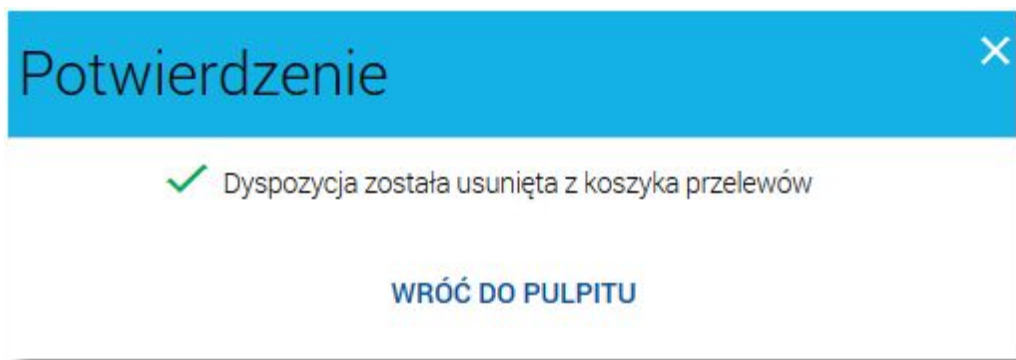 Potwierdzenie
Dyspozycja została usunięta z koszyka przelewów
WRÓĆ DO PULPITU